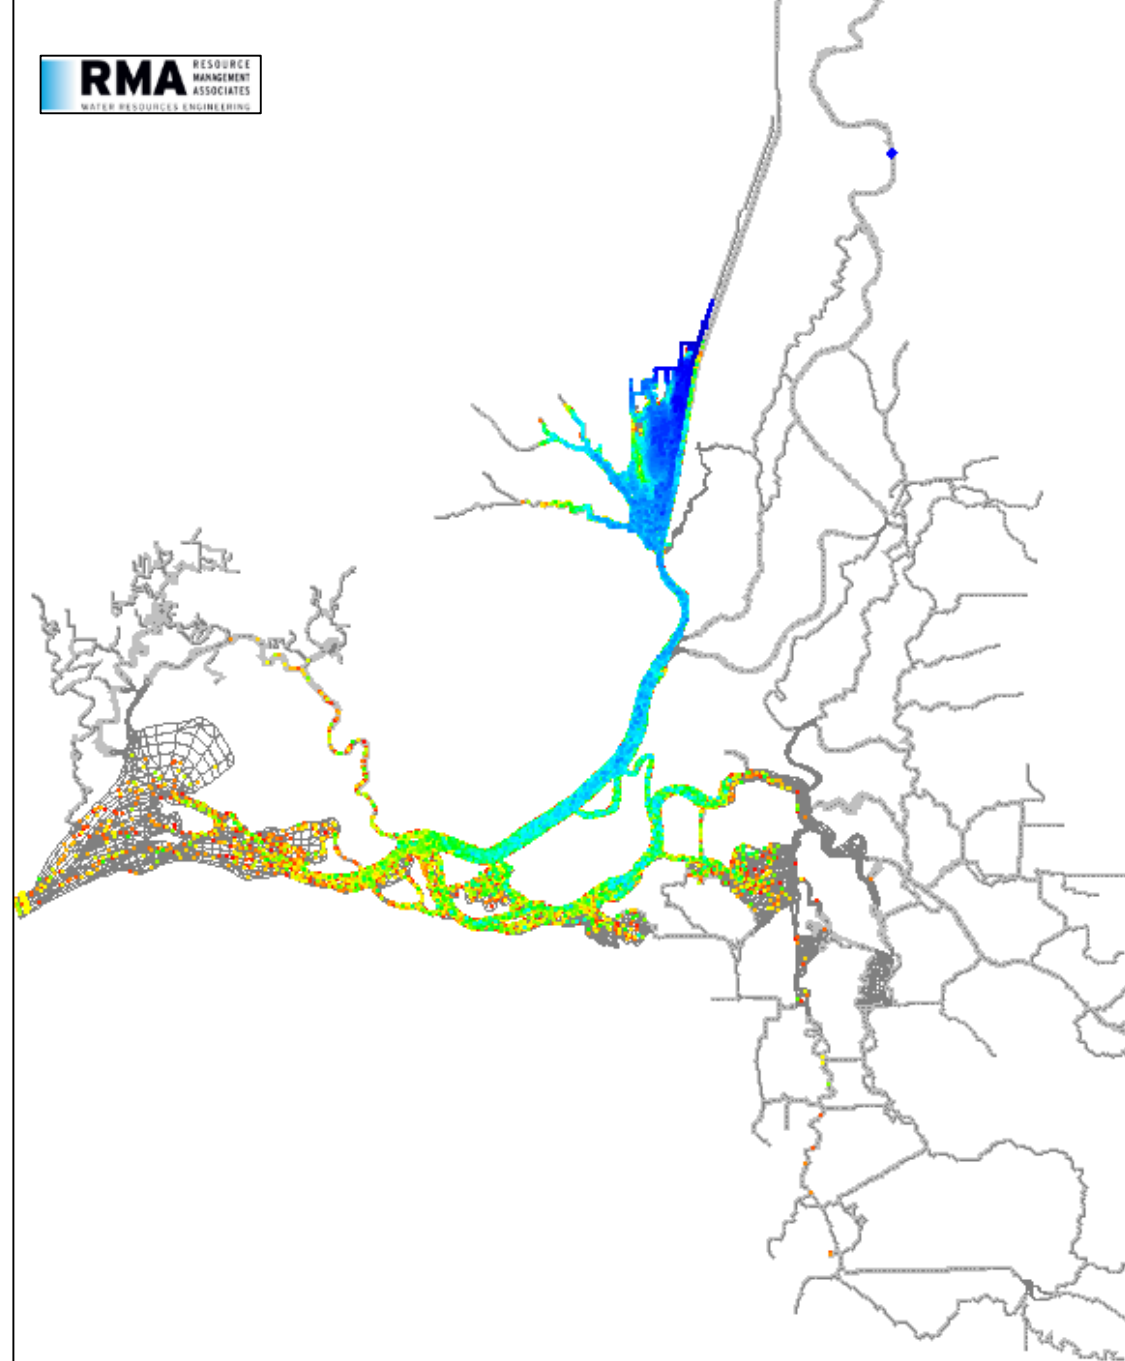 RMA
RESOURCE
MANAGEMENT
ASSOCIATES
WATER RESOURCES ENGINEERING